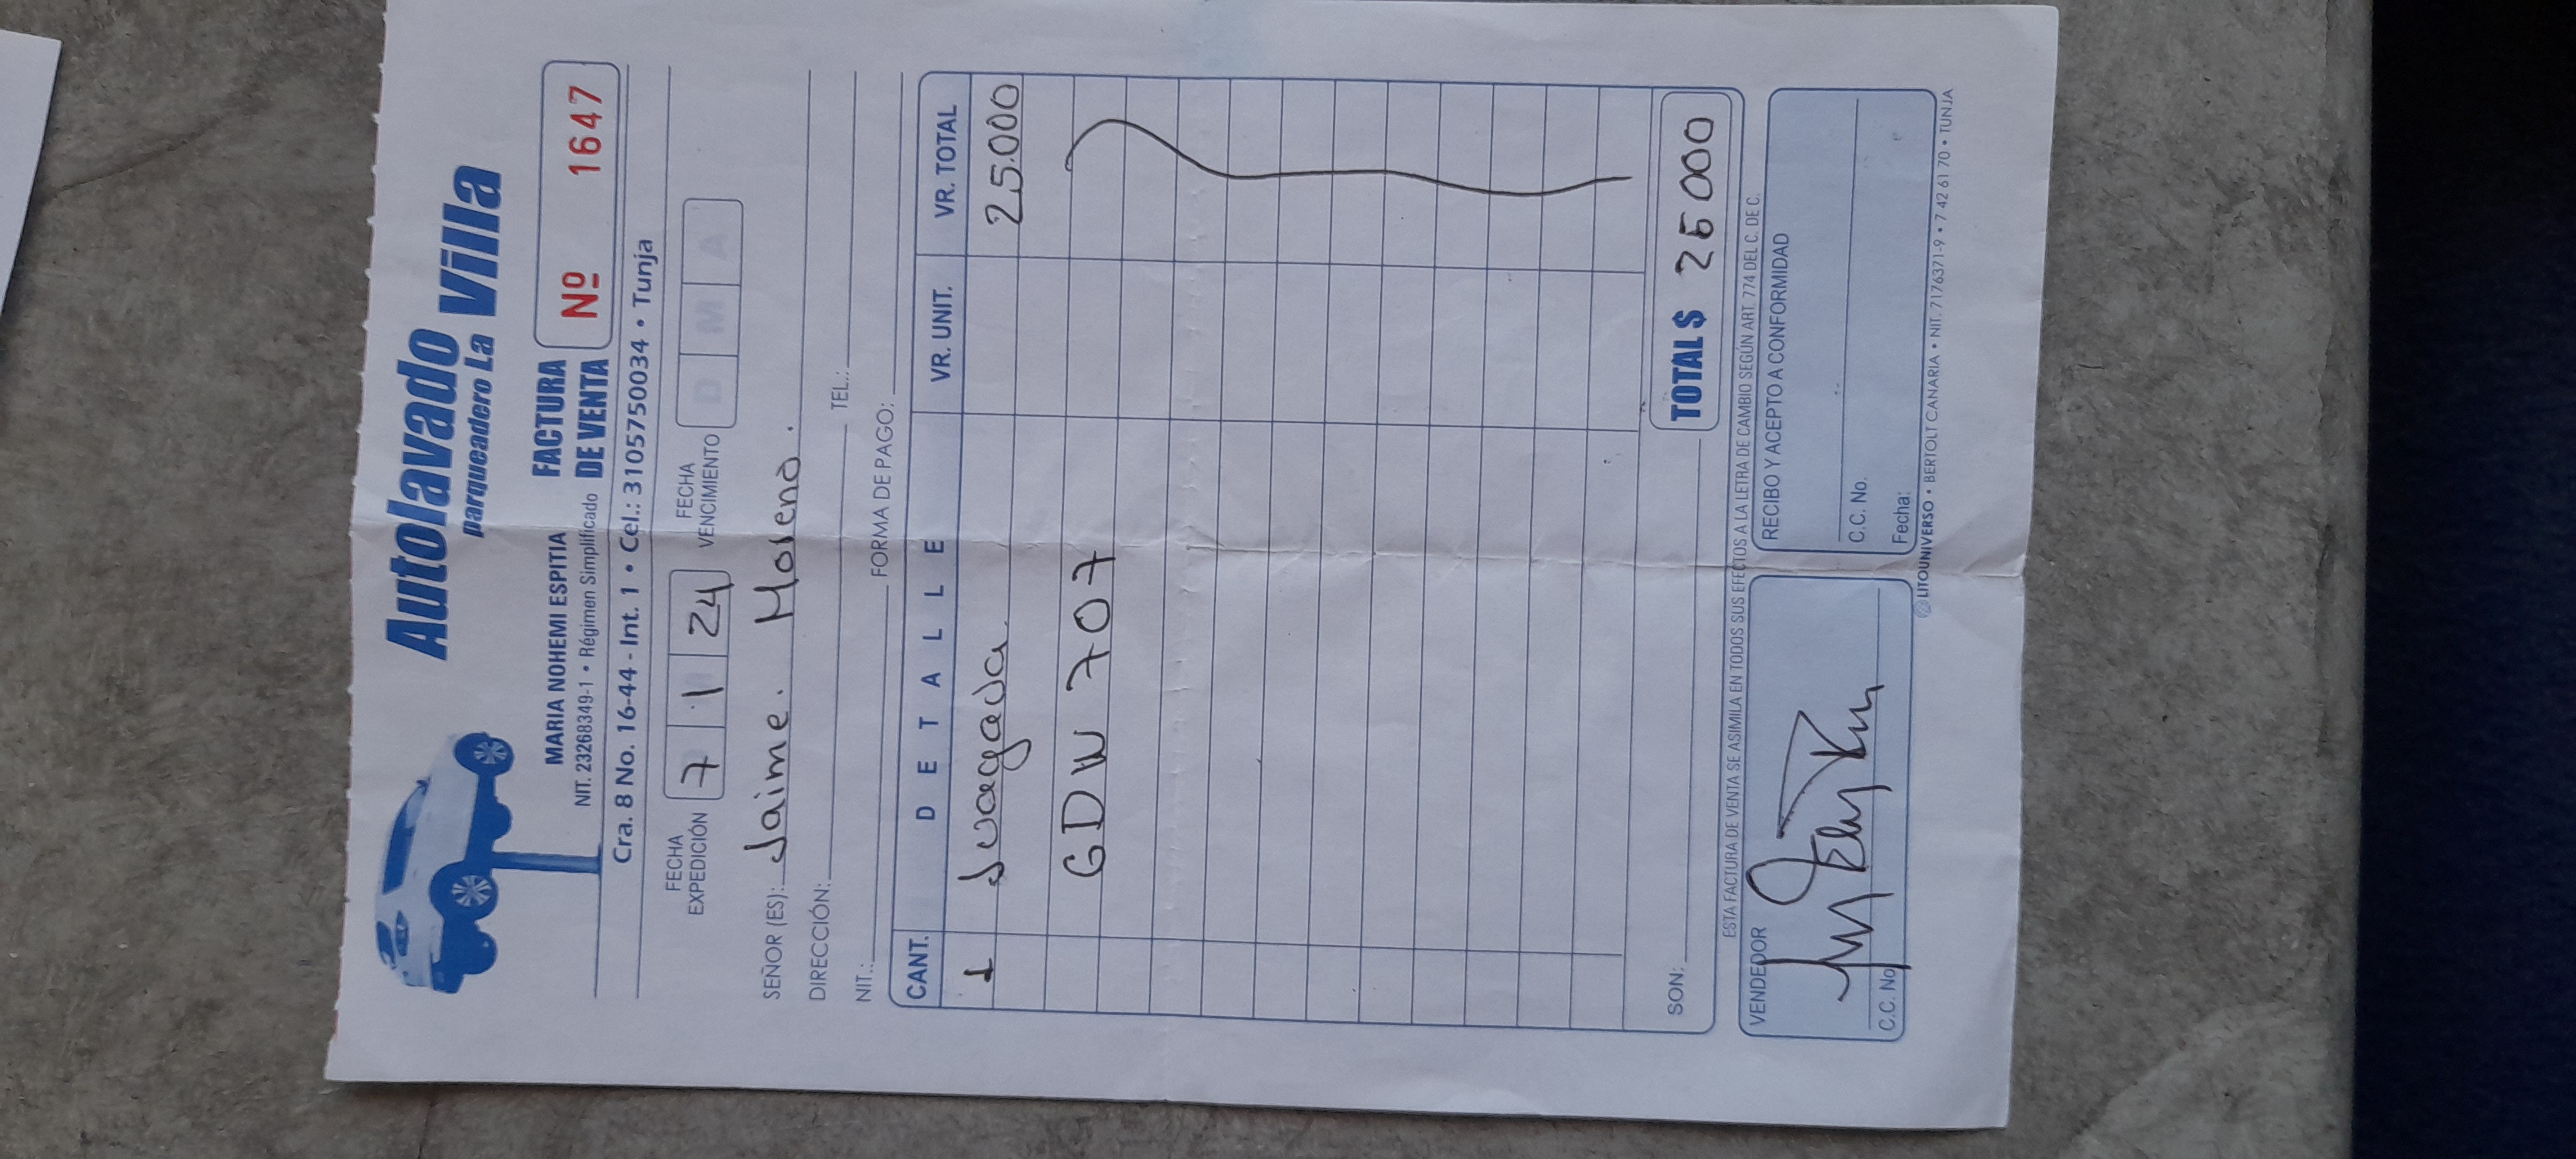 Autolavado
parqueadero La Villa
MARIA NOHEMI ESPITIA
NIT. 23268349-1 • Régimen Simplificado
FACTURA
DE VENTA
Nº 1647
Cra. 8 No. 16-44 - Int. 1 • Cel.: 3105750034 • Tunja
FECHA
EXPEDICIÓN
7 1 24
FECHA
VENCIMIENTO
D M A
SEÑOR (ES): Jaime. Moreno.
DIRECCIÓN: TEL.:
NIT.: FORMA DE PAGO:
CANT. DETALLE VR. UNIT. VR. TOTAL
1 Juagada 25.000
GDW 707
SON: TOTAL $ 25 000
ESTA FACTURA DE VENTA SE ASIMILA EN TODOS SUS EFECTOS A LA LETRA DE CAMBIO SEGÚN ART. 774 DEL C. DE C.
VENDEDOR
C.C. No
RECIBO Y ACEPTO A CONFORMIDAD
C.C. No.
Fecha:
LITOUNIVERSO • BERTOLT CANARIA • NIT. 7176371-9 • 7 42 61 70 • TUNJA